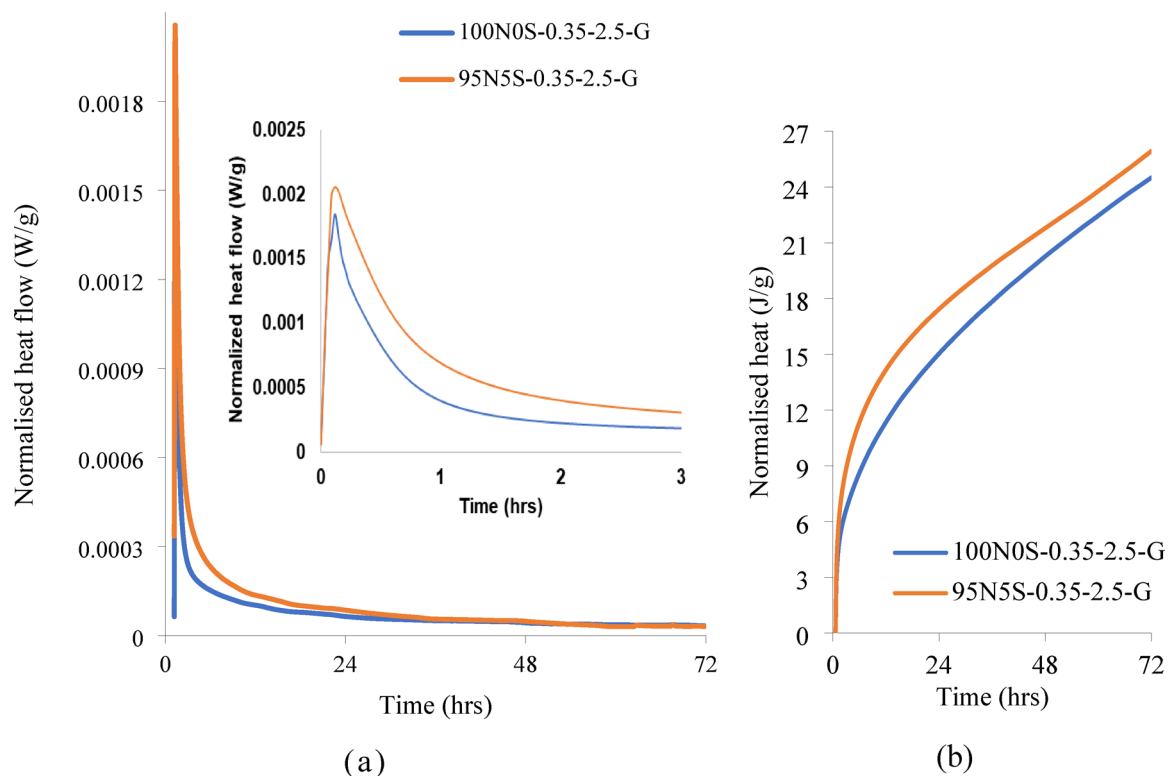 100N0S-0.35-2.5-G
95N5S-0.35-2.5-G
Normalised heat flow (W/g)
0.0018
0.0015
0.0012
0.0009
0.0006
0.0003
0
0 24 48 72
Time (hrs)
(a)
Normalized heat flow (W/g)
0.0025
0.002
0.0015
0.001
0.0005
0
0 1 2 3
Time (hrs)
Normalised heat (J/g)
27
24
21
18
15
12
9
6
3
0
100N0S-0.35-2.5-G
95N5S-0.35-2.5-G
0 24 48 72
Time (hrs)
(b)